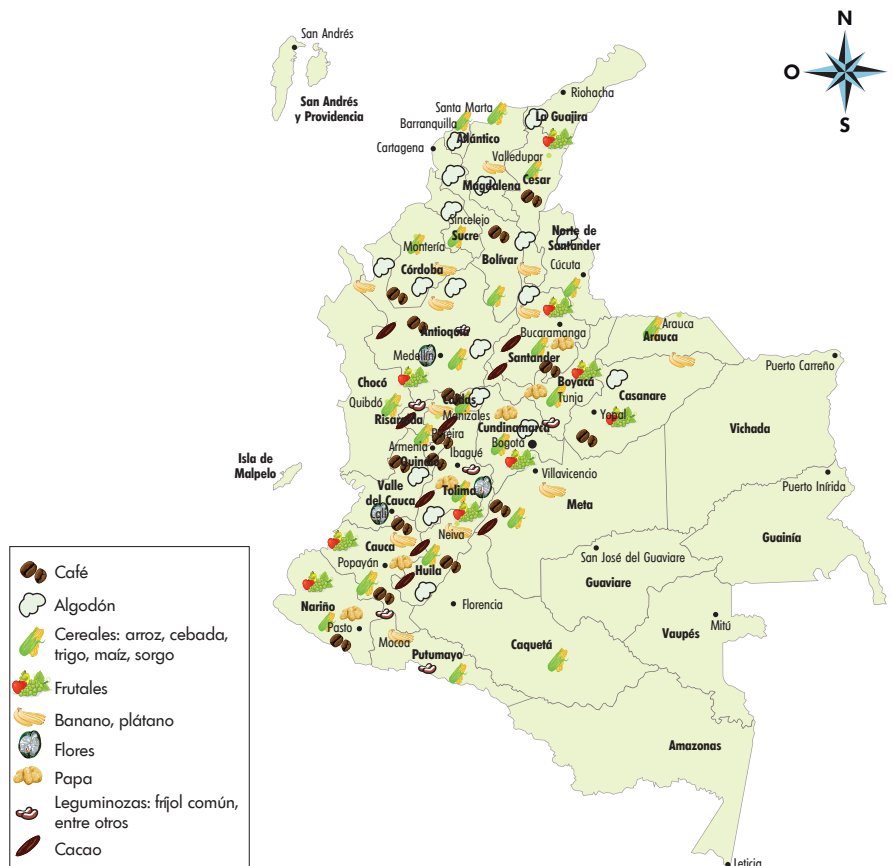 San Andrés
San Andrés
y Providencia
N
O
S
Riohacha
Santa Marta
La Guajira
Barranquilla
Atlántico
Cartagena
Valledupar
Magdalena
Cesar
Sincelejo
Sucre
Norte de
Santander
Montería
Bolívar
Córdoba
Cúcuta
Antioquia
Bucaramanga
Arauca
Arauca
Medellín
Santander
Puerto Carreño
Chocó
Boyacá
Casanare
Quibdó
Caldas
Tunja
Risaralda
Manizales
Yopal
Cundinamarca
Vichada
Pereira
Armenia
Bogotá
Ibagué
Quindío
Isla de
Malpelo
Villavicencio
Puerto Inírida
Valle
del Cauca
Tolima
Meta
Cali
Neiva
Guainía
Cauca
San José del Guaviare
Popayán
Huila
Guaviare
Nariño
Florencia
Vaupés
Mitú
Pasto
Mocoa
Caquetá
Putumayo
Amazonas
Leticia
Café
Algodón
Cereales: arroz, cebada,
trigo, maíz, sorgo
Frutales
Banano, plátano
Flores
Papa
Leguminozas: fríjol común,
entre otros
Cacao